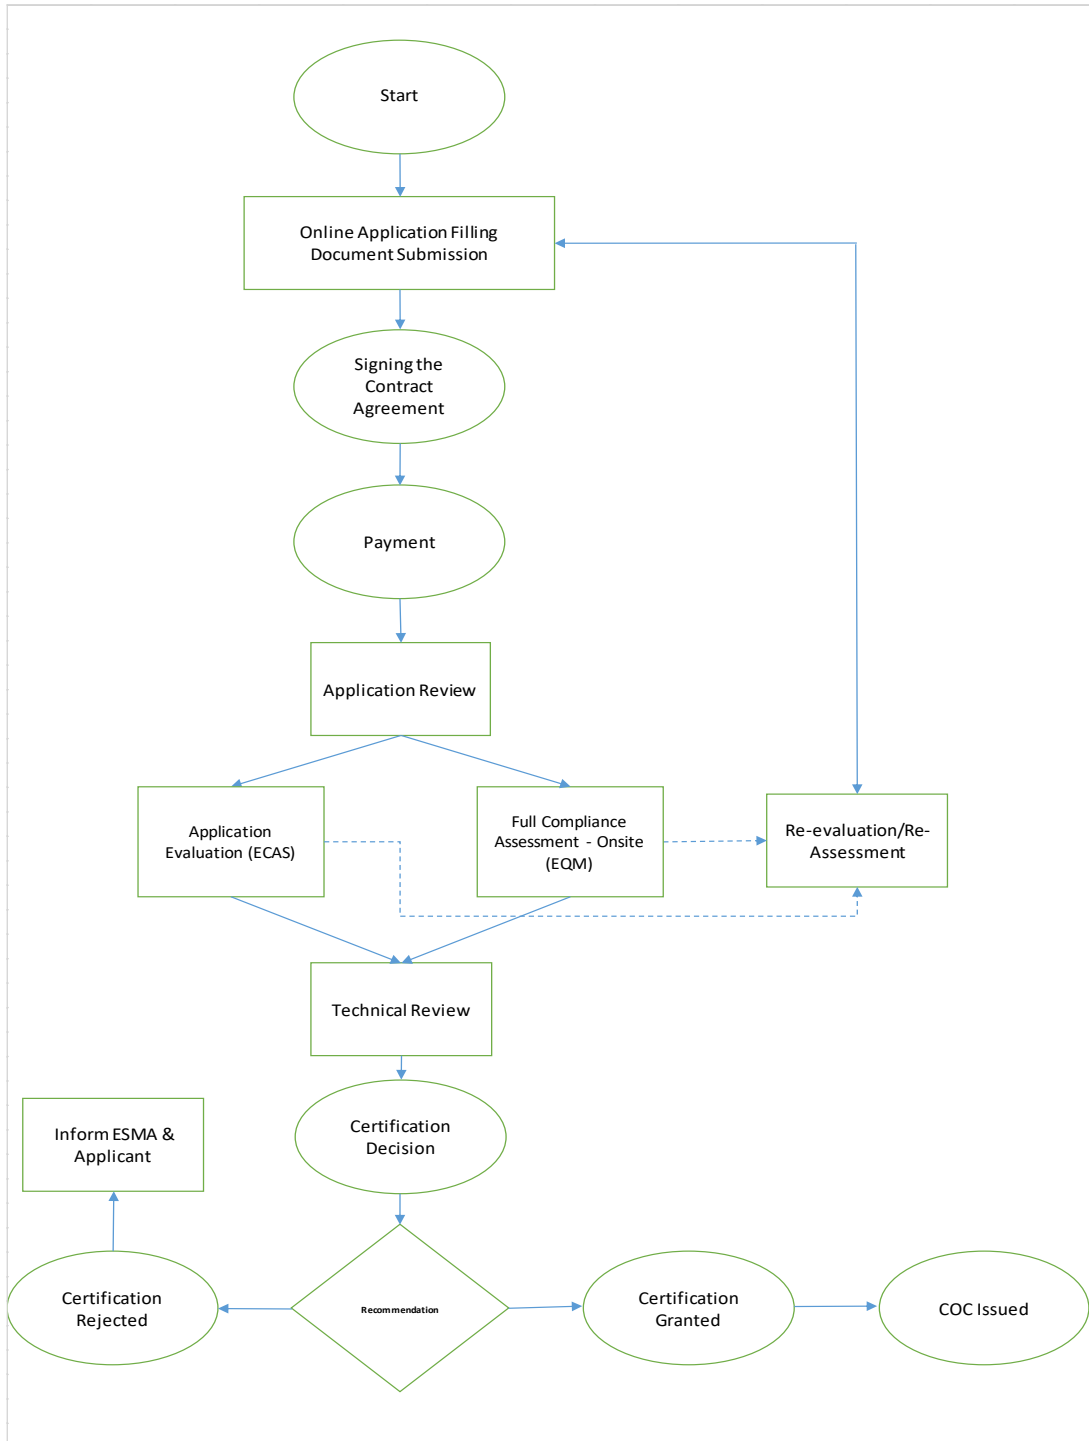 Start
Online Application Filling
Document Submission
Signing the
Contract
Agreement
Payment
Application Review
Application
Evaluation (ECAS)
Full Compliance
Assessment - Onsite
(EQM)
Re-evaluation/Re-
Assessment
Technical Review
Certification
Decision
Inform ESMA &
Applicant
Certification
Rejected
Recommendation
Certification
Granted
COC Issued